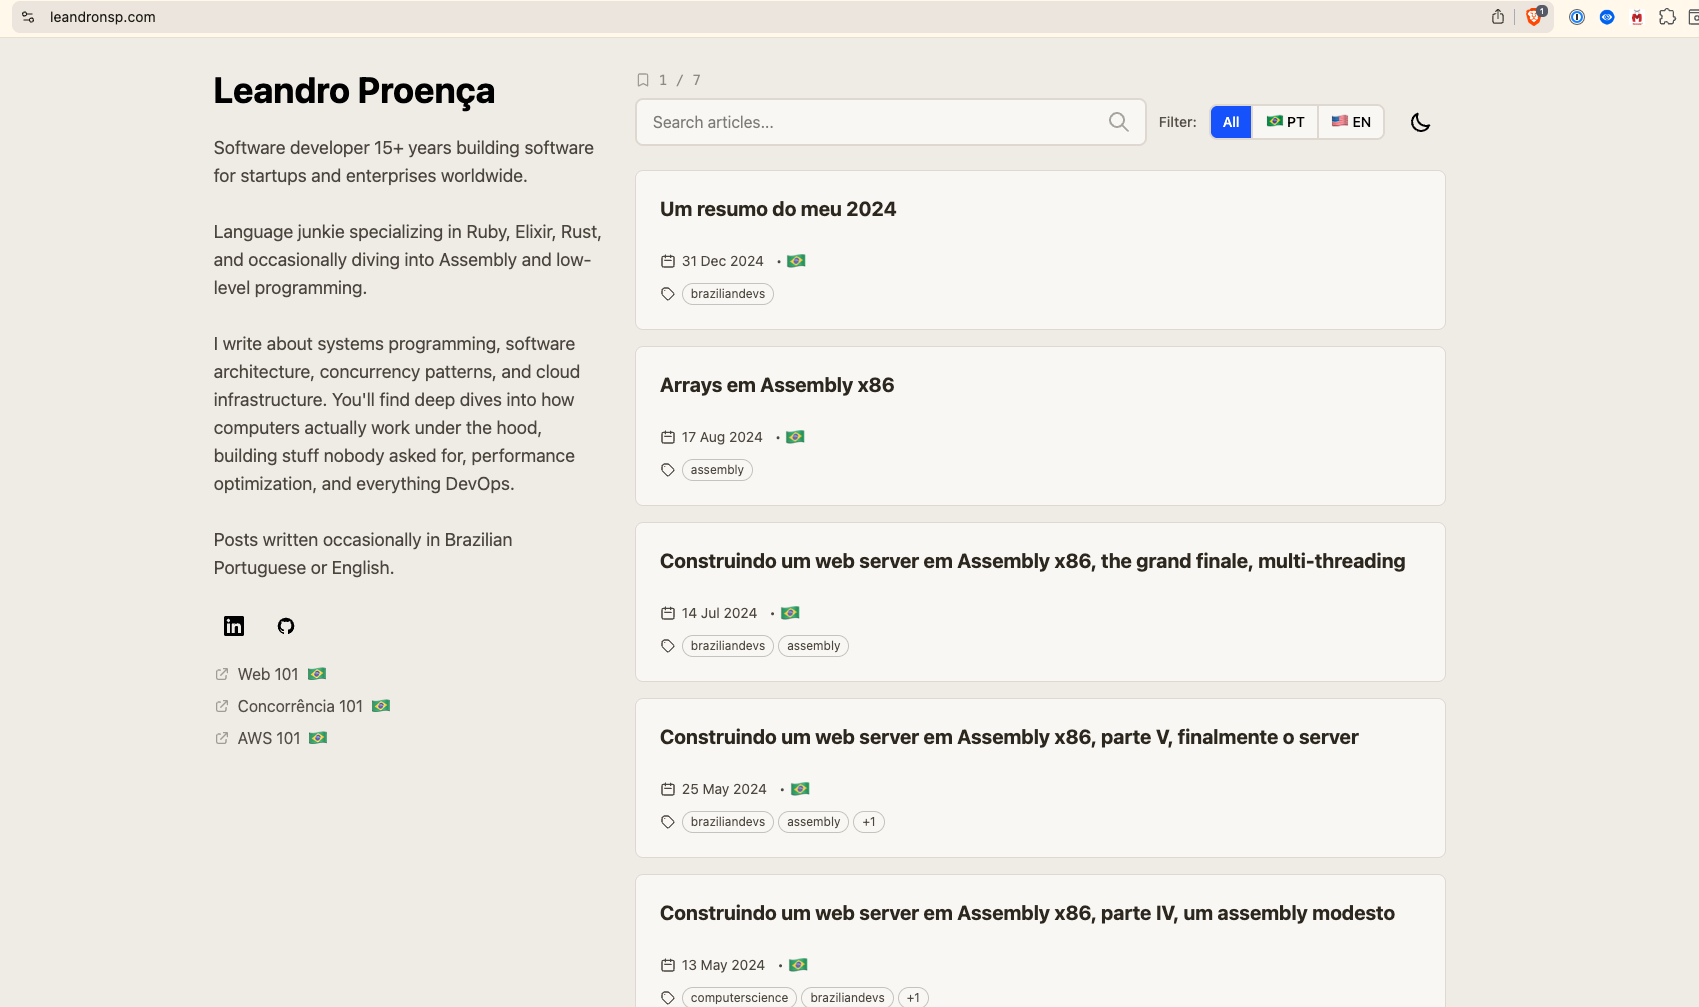 leandronsp.com
1
Leandro Proença
Software developer 15+ years building software
for startups and enterprises worldwide.
Language junkie specializing in Ruby, Elixir, Rust,
and occasionally diving into Assembly and low-
level programming.
I write about systems programming, software
architecture, concurrency patterns, and cloud
infrastructure. You'll find deep dives into how
computers actually work under the hood,
building stuff nobody asked for, performance
optimization, and everything DevOps.
Posts written occasionally in Brazilian
Portuguese or English.
in
Web 101
Concorrência 101
AWS 101
1 / 7
Search articles...
Filter: All PT EN
Um resumo do meu 2024
31 Dec 2024 •
braziliandevs
Arrays em Assembly x86
17 Aug 2024 •
assembly
Construindo um web server em Assembly x86, the grand finale, multi-threading
14 Jul 2024 •
braziliandevs assembly
Construindo um web server em Assembly x86, parte V, finalmente o server
25 May 2024 •
braziliandevs assembly +1
Construindo um web server em Assembly x86, parte IV, um assembly modesto
13 May 2024 •
computerscience braziliandevs +1